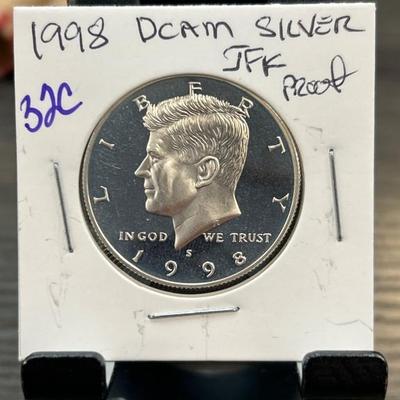 1998 DCAM SILVER
JFK
PROOF
32C
LIBERTY
IN GOD WE TRUST
S
1998